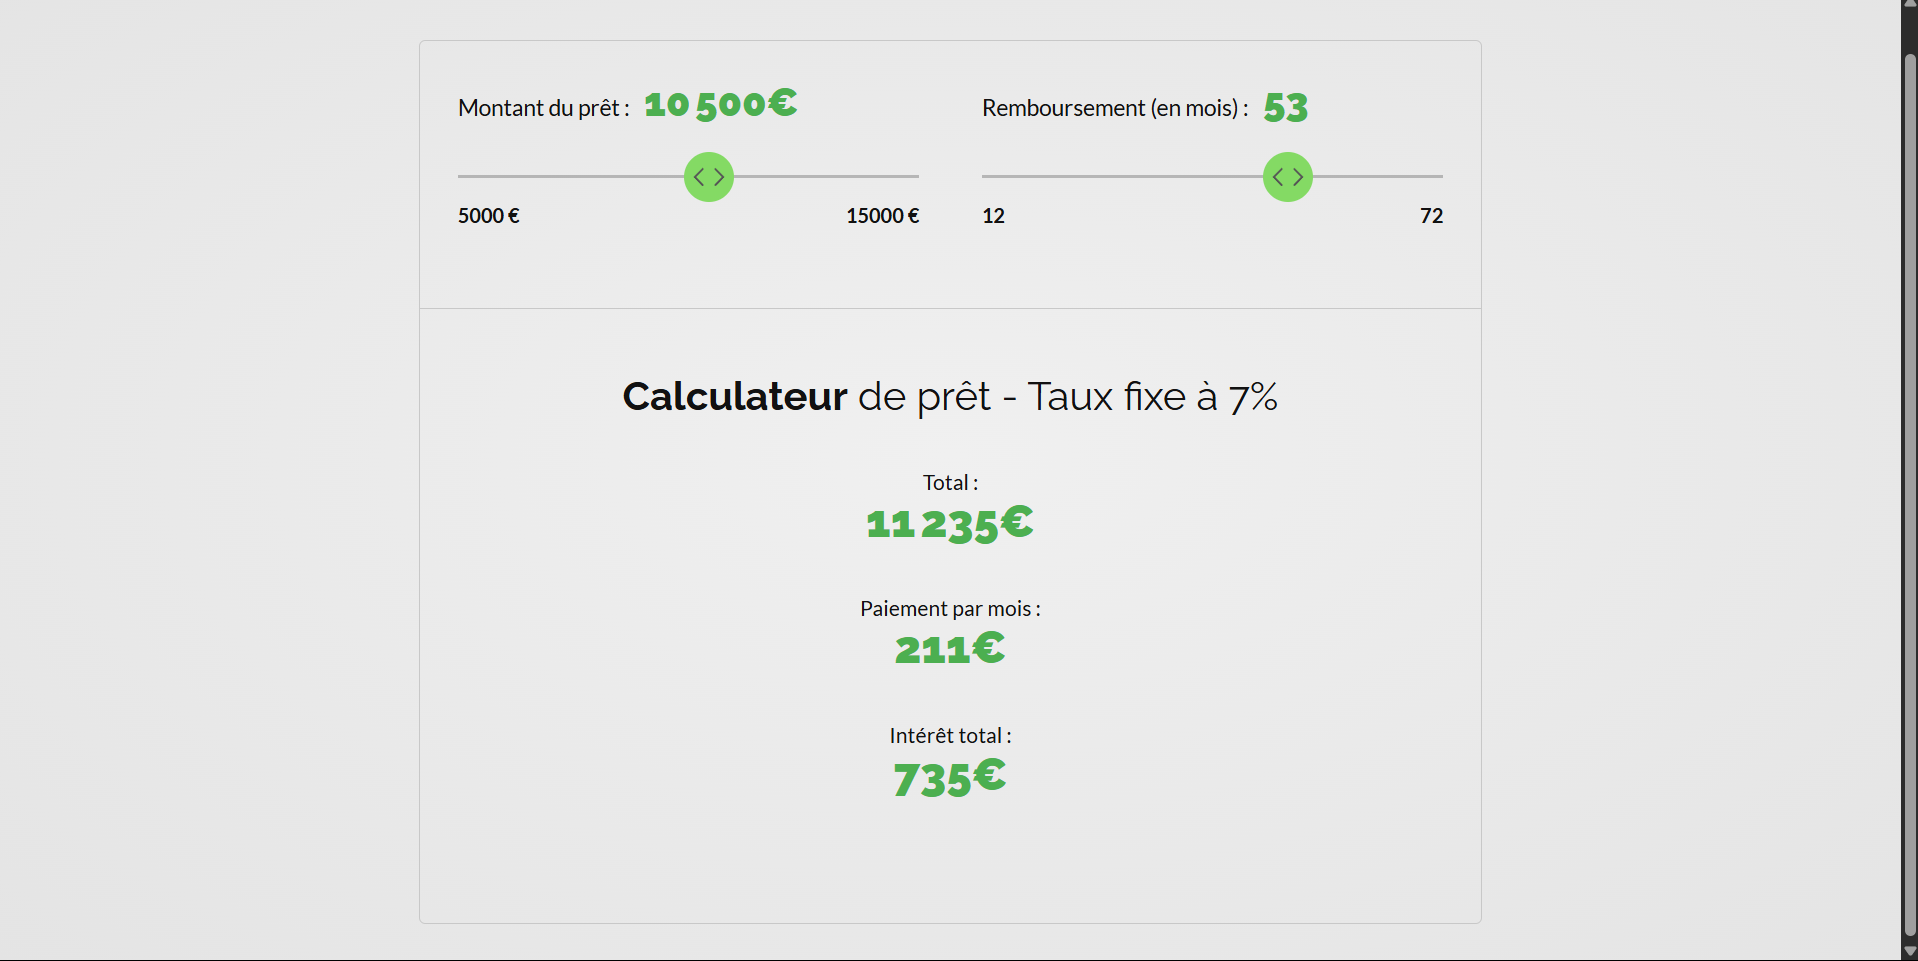 Montant du prêt : 10 500€
5000 € 15000 €
Remboursement (en mois) : 53
12 72
Calculateur de prêt - Taux fixe à 7%
Total :
11 235€
Paiement par mois :
211€
Intérêt total :
735€